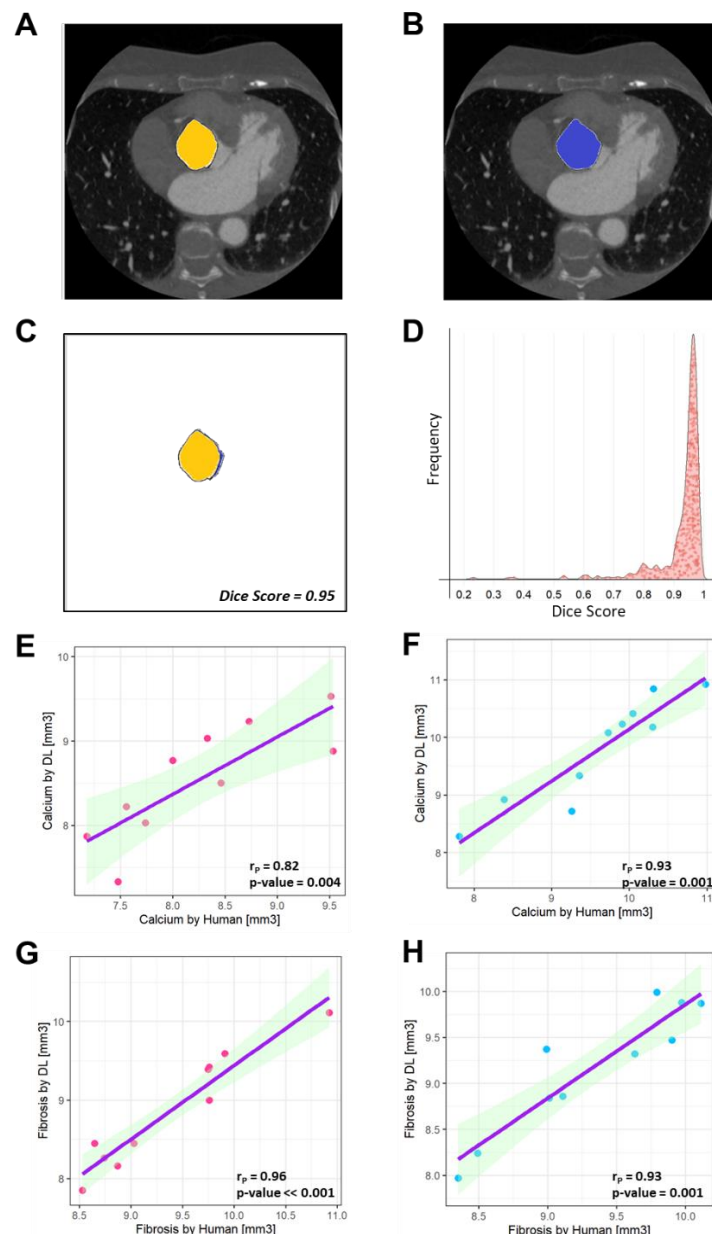 A
B
C
Dice Score = 0.95
D
Frequency
0.2 0.3 0.4 0.5 0.6 0.7 0.8 0.9 1
Dice Score
E
Calcium by DL [mm3]
10
9
8
r_P = 0.82
p-value = 0.004
7.5 8.0 8.5 9.0 9.5
Calcium by Human [mm3]
F
Calcium by DL [mm3]
11
10
9
8
r_P = 0.93
p-value = 0.001
8 9 10 11
Calcium by Human [mm3]
G
Fibrosis by DL [mm3]
10
9
8
r_P = 0.96
p-value << 0.001
8.5 9.0 9.5 10.0 10.5 11.0
Fibrosis by Human [mm3]
H
Fibrosis by DL [mm3]
10.0
9.5
9.0
8.5
8.0
r_P = 0.93
p-value = 0.001
8.5 9.0 9.5 10.0
Fibrosis by Human [mm3]